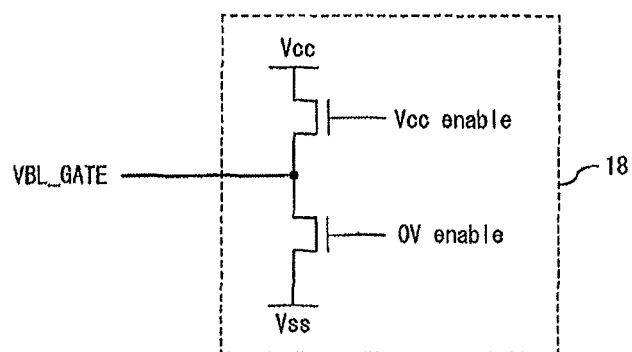 Vcc
Vcc enable
VBL_GATE
18
0V enable
Vss